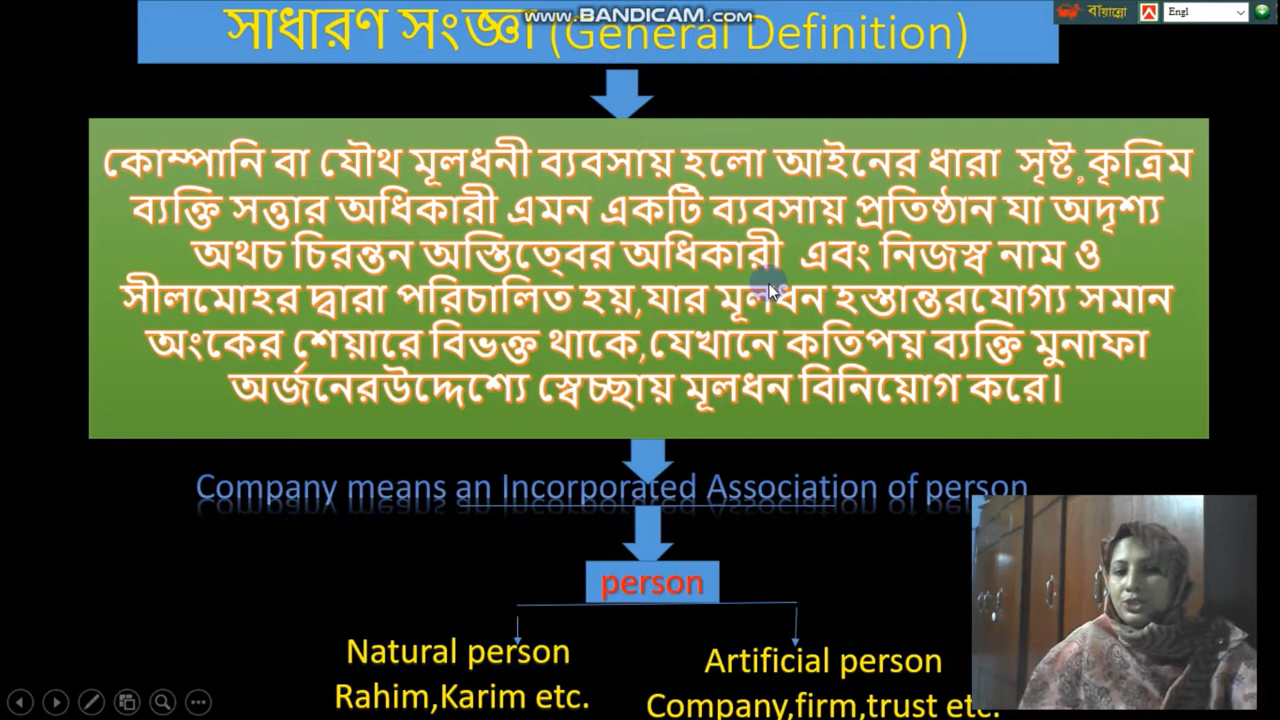 www.BANDICAM.com
বায়ান্নো
Engl
সাধারণ সংজ্ঞা (General Definition)
কোম্পানি বা যৌথ মূলধনী ব্যবসায় হলো আইনের ধারা সৃষ্ট,কৃত্রিম
ব্যক্তি সত্তার অধিকারী এমন একটি ব্যবসায় প্রতিষ্ঠান যা অদৃশ্য
অথচ চিরন্তন অস্তিত্বের অধিকারী এবং নিজস্ব নাম ও
সীলমোহর দ্বারা পরিচালিত হয়,যার মূলধন হস্তান্তরযোগ্য সমান
অংকের শেয়ারে বিভক্ত থাকে,যেখানে কতিপয় ব্যক্তি মুনাফা
অর্জনেরউদ্দেশ্যে স্বেচ্ছায় মূলধন বিনিয়োগ করে।
Company means an Incorporated Association of person
person
Natural person
Rahim,Karim etc.
Artificial person
Company,firm,trust etc.